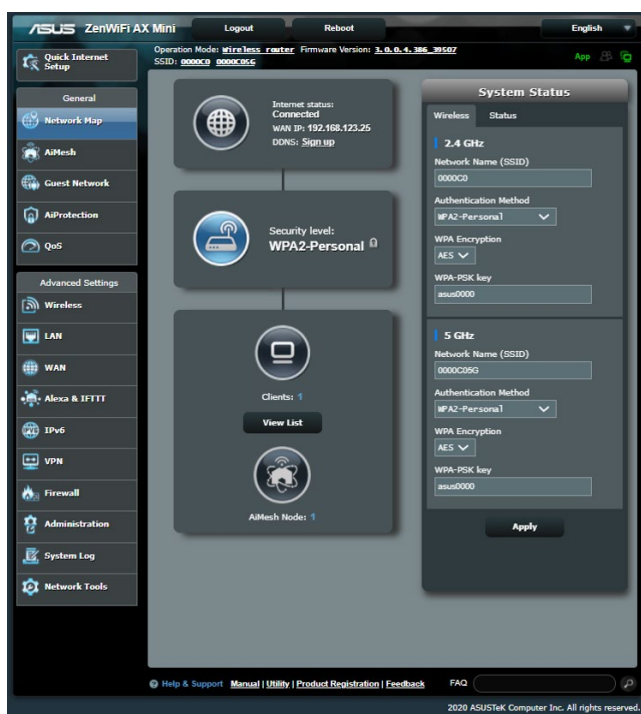 ASUS ZenWiFi AX Mini Logout Reboot English
Operation Mode: Wireless router Firmware Version: 3.0.0.4.386_39507
SSID: 0000C0 0000C05G
App
Quick Internet
Setup
General
Network Map
AiMesh
Guest Network
AiProtection
QoS
Advanced Settings
Wireless
LAN
WAN
Alexa & IFTTT
IPv6
VPN
Firewall
Administration
System Log
Network Tools
Internet status:
Connected
WAN IP: 192.168.123.25
DDNS: Sign up
Security level:
WPA2-Personal
Clients: 1
View List
AiMesh Node: 1
System Status
Wireless Status
2.4 GHz
Network Name (SSID)
0000C0
Authentication Method
WPA2-Personal
WPA Encryption
AES
WPA-PSK key
asus0000
5 GHz
Network Name (SSID)
0000C05G
Authentication Method
WPA2-Personal
WPA Encryption
AES
WPA-PSK key
asus0000
Apply
Help & Support Manual | Utility | Product Registration | Feedback FAQ
2020 ASUSTeK Computer Inc. All rights reserved.